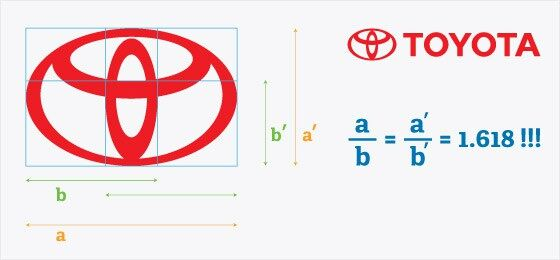 TOYOTA
b′ a′
a/b = a′/b′ = 1.618 !!!
b
a